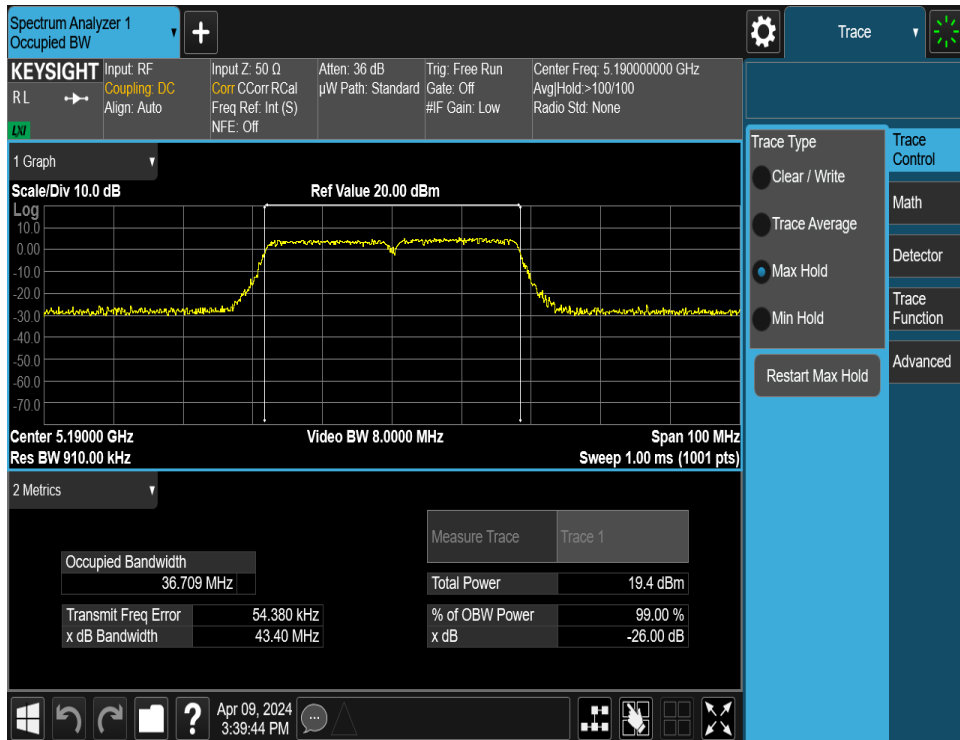 Spectrum Analyzer 1
Occupied BW
+
Trace
KEYSIGHT
R L
LXI
Input: RF
Coupling: DC
Align: Auto
Input Z: 50 Ω
Corr CCorr RCal
Freq Ref: Int (S)
NFE: Off
Atten: 36 dB
µW Path: Standard
Trig: Free Run
Gate: Off
#IF Gain: Low
Center Freq: 5.190000000 GHz
Avg|Hold:>100/100
Radio Std: None
1 Graph
Scale/Div 10.0 dB
Ref Value 20.00 dBm
Log
10.0
0.00
-10.0
-20.0
-30.0
-40.0
-50.0
-60.0
-70.0
Center 5.19000 GHz
Video BW 8.0000 MHz
Span 100 MHz
Res BW 910.00 kHz
Sweep 1.00 ms (1001 pts)
2 Metrics
Measure Trace
Trace 1
Occupied Bandwidth
36.709 MHz
Total Power
19.4 dBm
Transmit Freq Error
54.380 kHz
% of OBW Power
99.00 %
x dB Bandwidth
43.40 MHz
x dB
-26.00 dB
Trace Type
Clear / Write
Trace Average
Max Hold
Min Hold
Restart Max Hold
Trace
Control
Math
Detector
Trace
Function
Advanced
?
Apr 09, 2024
3:39:44 PM